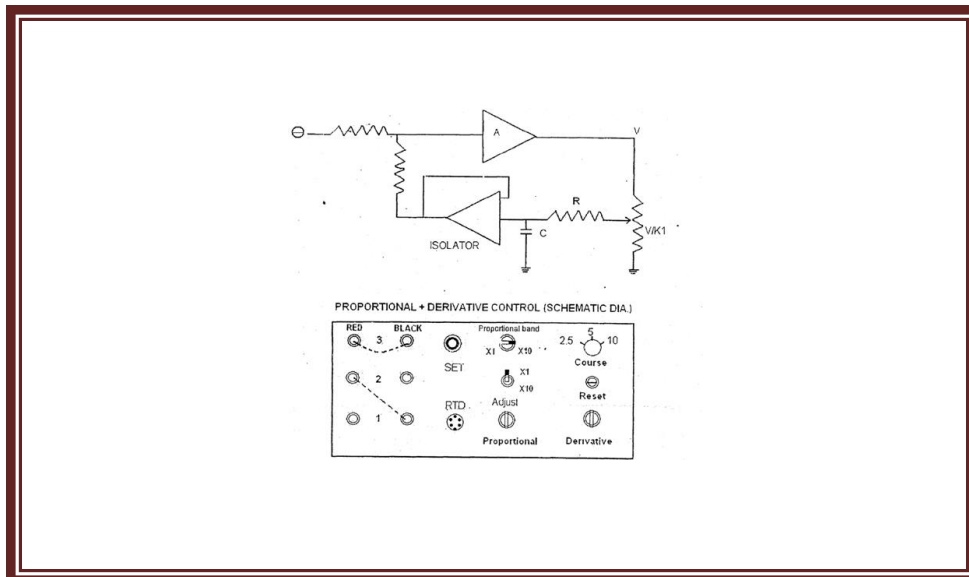 A
V
R
V/K1
C
ISOLATOR
PROPORTIONAL + DERIVATIVE CONTROL (SCHEMATIC DIA.)
RED 3 BLACK
SET
Proportional band
X1 X10
2.5 5 10
Course
2
X1
X10
Reset
1
RTD
Adjust
Proportional
Derivative